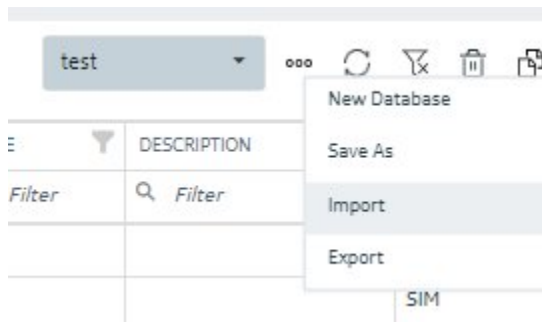 test
New Database
DESCRIPTION
Save As
Filter
Filter
Import
Export
SIM